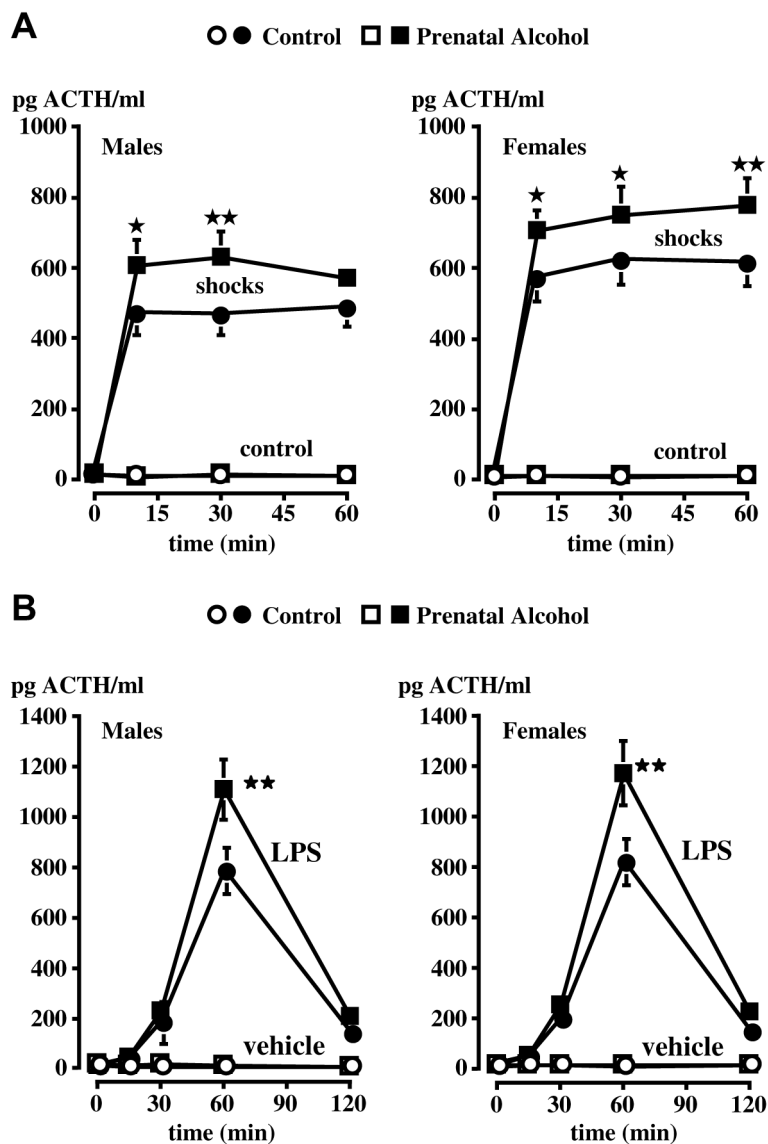 A
Control Prenatal Alcohol
pg ACTH/ml
1000
800
600
400
200
0
Males
★
★★
shocks
control
0 15 30 45 60
time (min)
pg ACTH/ml
1000
800
600
400
200
0
Females
★
★
★★
shocks
control
0 15 30 45 60
time (min)
B
Control Prenatal Alcohol
pg ACTH/ml
1400
1200
1000
800
600
400
200
0
Males
★★
LPS
vehicle
0 30 60 90 120
time (min)
pg ACTH/ml
1400
1200
1000
800
600
400
200
0
Females
★★
LPS
vehicle
0 30 60 90 120
time (min)